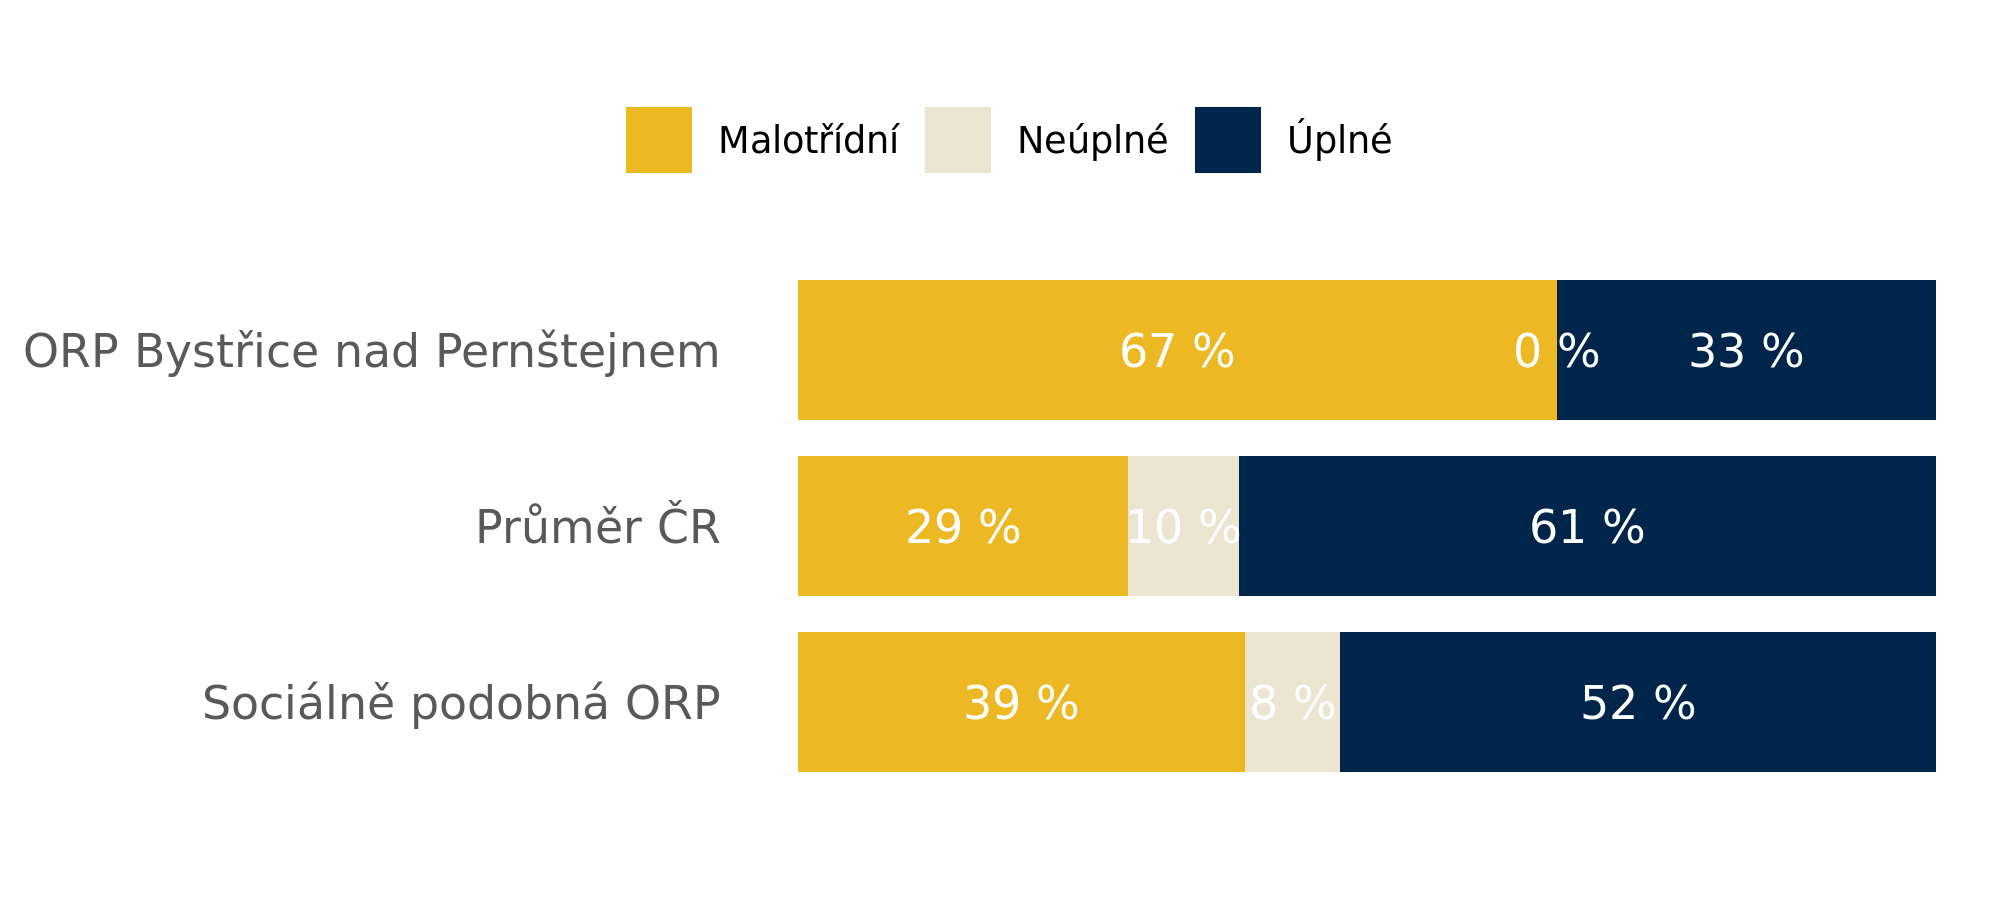 Malotřídní Neúplné Úplné
ORP Bystřice nad Pernštejnem 67 % 0 % 33 %
Průměr ČR 29 % 10 % 61 %
Sociálně podobná ORP 39 % 8 % 52 %